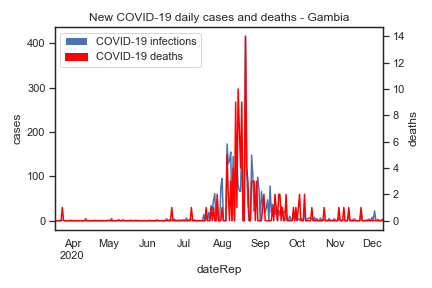 New COVID-19 daily cases and deaths - Gambia
COVID-19 infections
COVID-19 deaths
400
300
200
100
0
cases
14
12
10
8
6
4
2
0
deaths
Apr May Jun Jul Aug Sep Oct Nov Dec
2020
dateRep